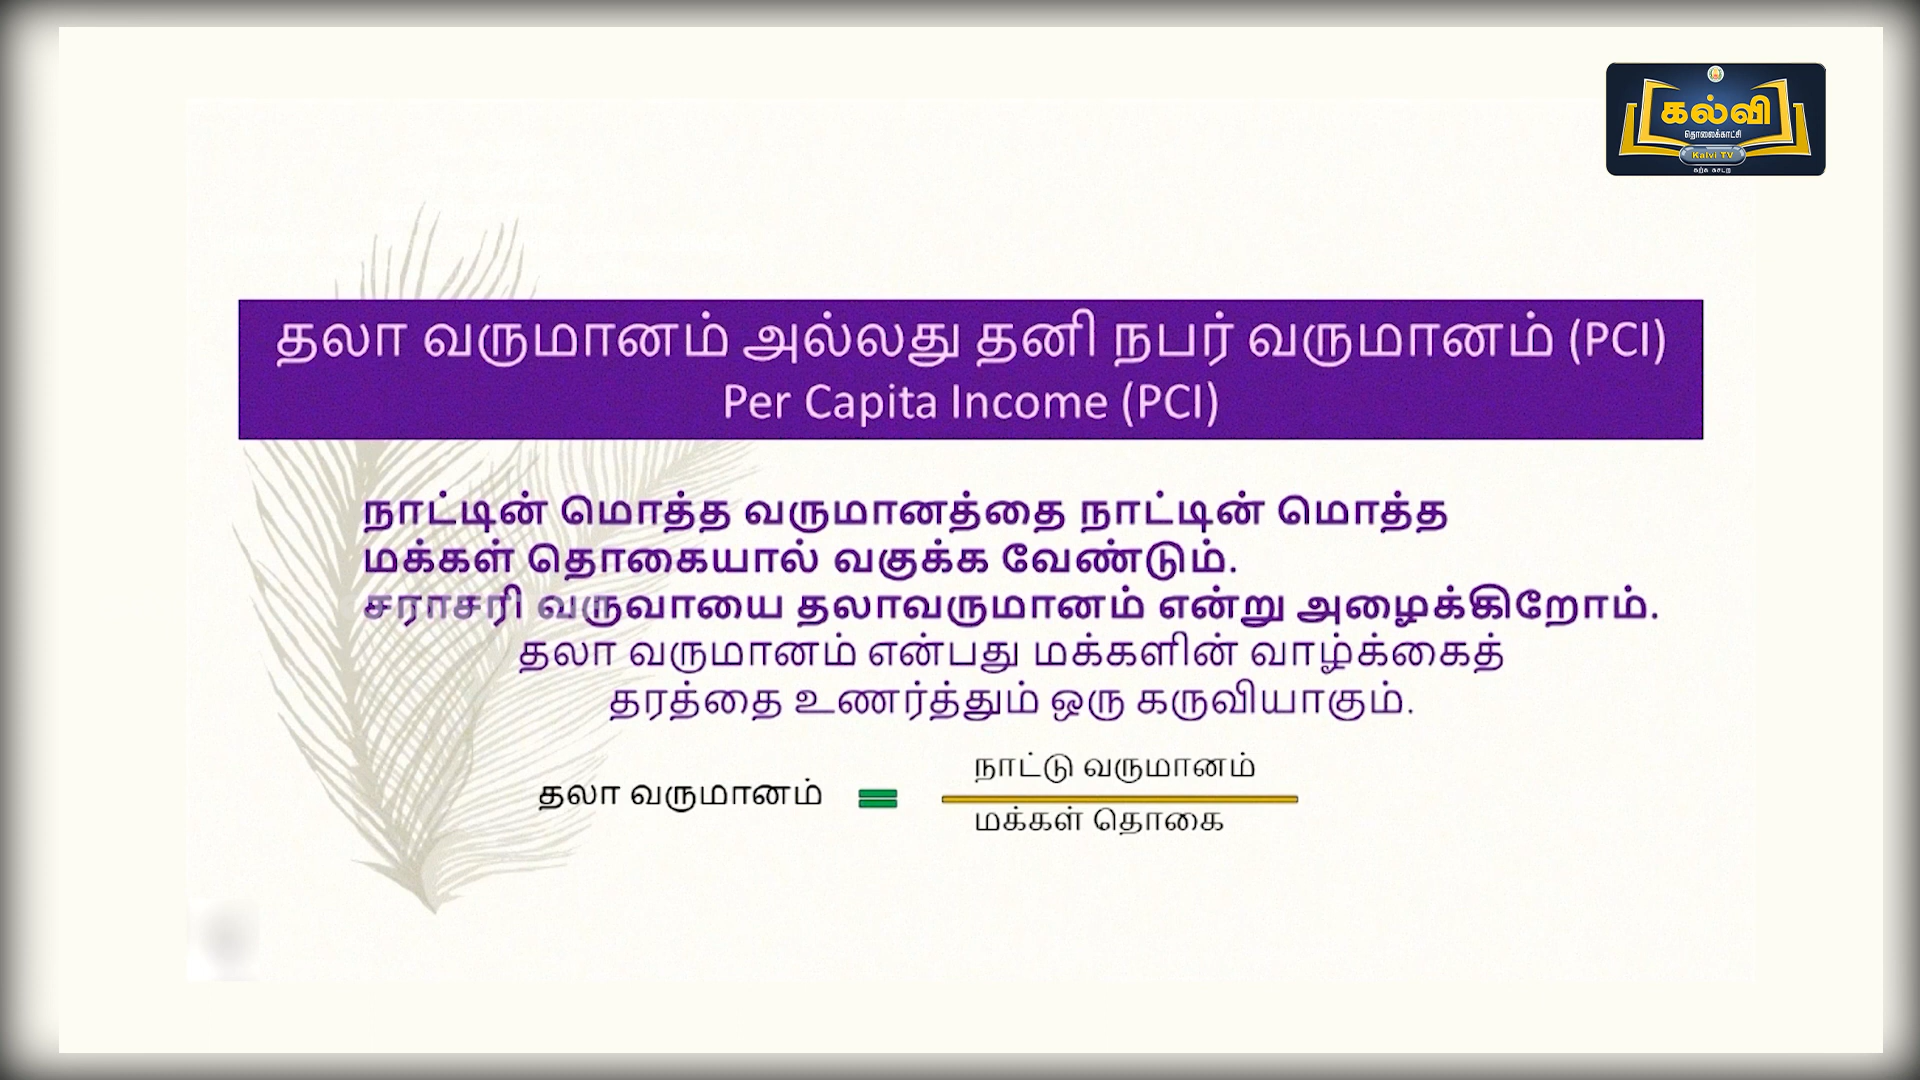 கல்வி
தொலைக்காட்சி
Kalvi TV
கற்க கசடற
தலா வருமானம் அல்லது தனி நபர் வருமானம் (PCI)
Per Capita Income (PCI)
நாட்டின் மொத்த வருமானத்தை நாட்டின் மொத்த
மக்கள் தொகையால் வகுக்க வேண்டும்.
சராசரி வருவாயை தலாவருமானம் என்று அழைக்கிறோம்.
தலா வருமானம் என்பது மக்களின் வாழ்க்கைத்
தரத்தை உணர்த்தும் ஒரு கருவியாகும்.
நாட்டு வருமானம்
தலா வருமானம் =
மக்கள் தொகை